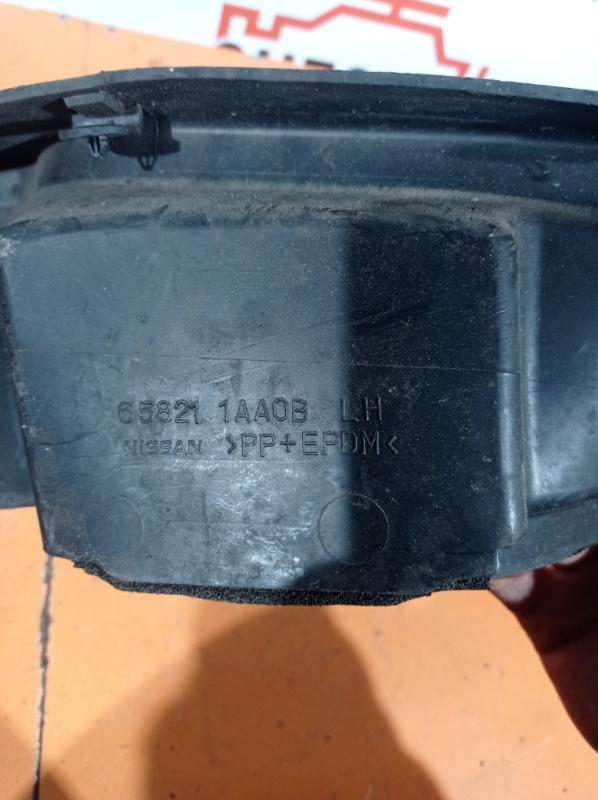 65821 1AA0B LH
NISSAN >PP+EPDM<